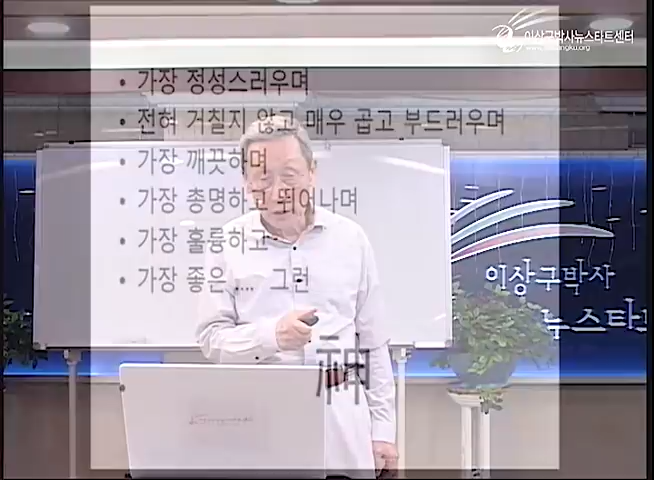 이상구박사뉴스타트센터
• 가장 정성스러우며
• 전혀 거칠지 않고 매우 곱고 부드러우며
• 가장 깨끗하며
• 가장 총명하고 뛰어나며
• 가장 훌륭하고
• 가장 좋은 .... 그런
神
이상구박사
뉴스타트